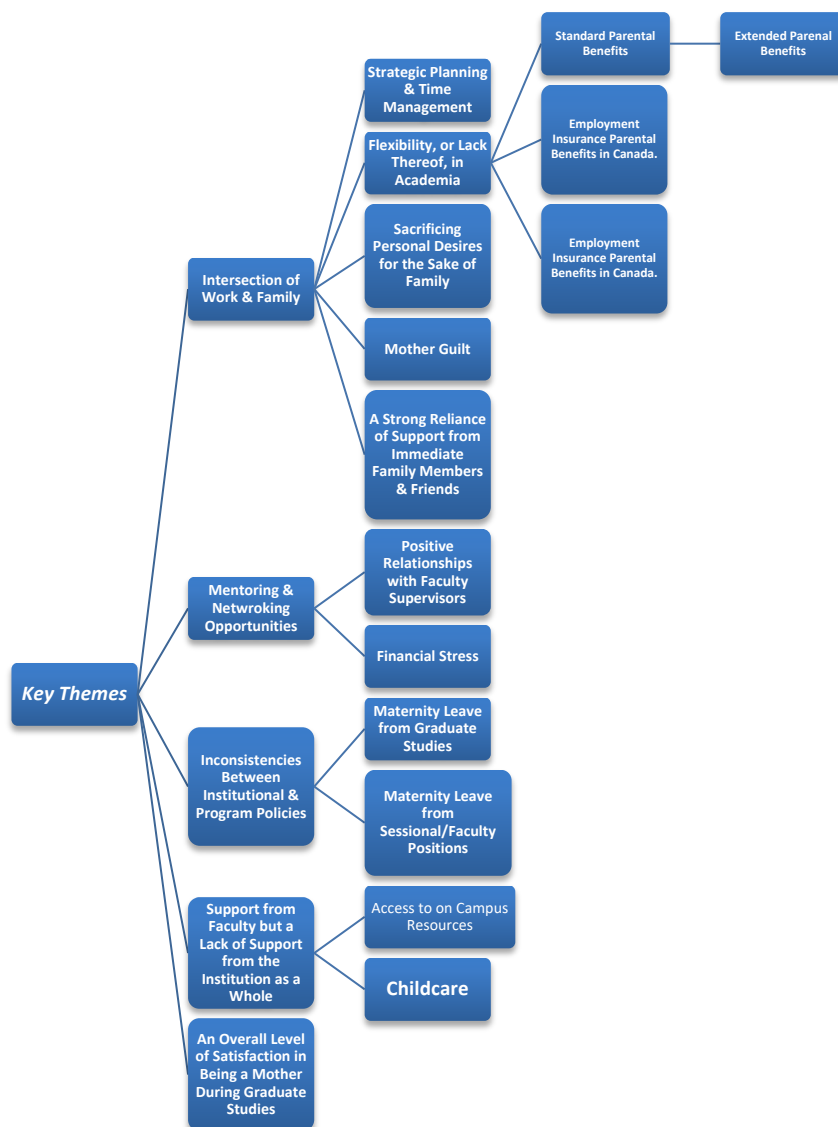 Key Themes
Intersection of
Work & Family
Strategic Planning
& Time
Management
Flexibility, or Lack
Thereof, in
Academia
Standard Parental
Benefits
Extended Parenal
Benefits
Employment
Insurance Parental
Benefits in Canada.
Employment
Insurance Parental
Benefits in Canada.
Sacrificing
Personal Desires
for the Sake of
Family
Mother Guilt
A Strong Reliance
of Support from
Immediate
Family Members
& Friends
Mentoring &
Netwroking
Opportunities
Positive
Relationships
with Faculty
Supervisors
Financial Stress
Inconsistencies
Between
Institutional &
Program Policies
Maternity Leave
from Graduate
Studies
Maternity Leave
from
Sessional/Faculty
Positions
Support from
Faculty but a
Lack of Support
from the
Institution as a
Whole
Access to on Campus
Resources
Childcare
An Overall Level
of Satisfaction in
Being a Mother
During Graduate
Studies